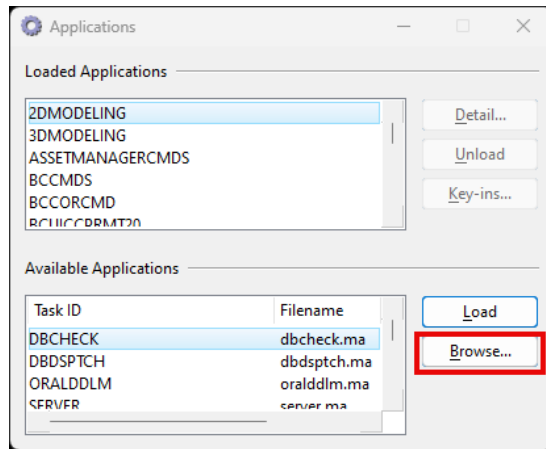 Applications
Loaded Applications
2DMODELING
3DMODELING
ASSETMANAGERCMDS
BCCMDS
BCCORCMD
BCUICCPRMT20
Detail...
Unload
Key-ins...
Available Applications
Task ID Filename
DBCHECK dbcheck.ma
DBDSPTCH dbdsptch.ma
ORALDDLM oralddlm.ma
SERVER server.ma
Load
Browse...